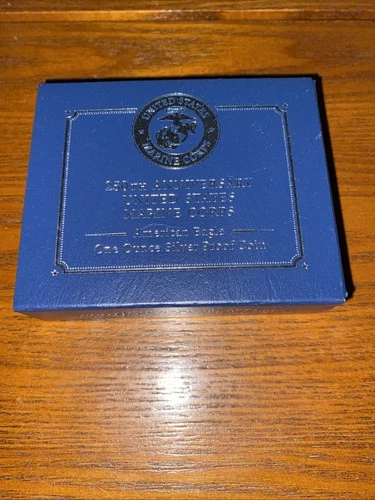 UNITED STATES
MARINE CORPS
250TH ANNIVERSARY
UNITED STATES
MARINE CORPS
American Eagle
One Ounce Silver Proof Coin